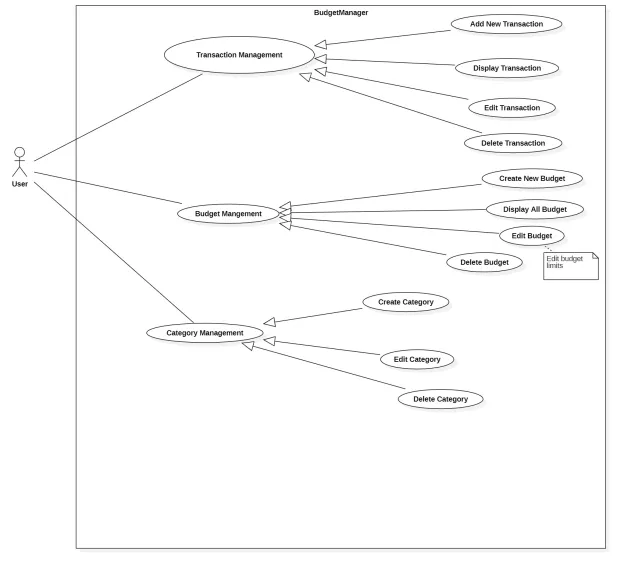 BudgetManager
Add New Transaction
Transaction Management
Display Transaction
Edit Transaction
Delete Transaction
User
Create New Budget
Display All Budget
Budget Mangement
Edit Budget
Edit budget
limits
Delete Budget
Create Category
Category Management
Edit Category
Delete Category